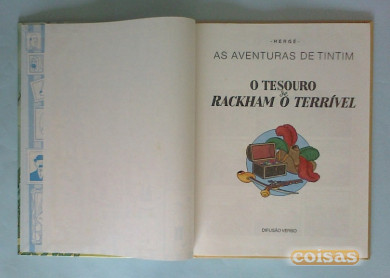 -HERGÉ-
AS AVENTURAS DE TINTIM
O TESOURO
de
RACKHAM O TERRÍVEL
DIFUSÃO VERBO
coisas